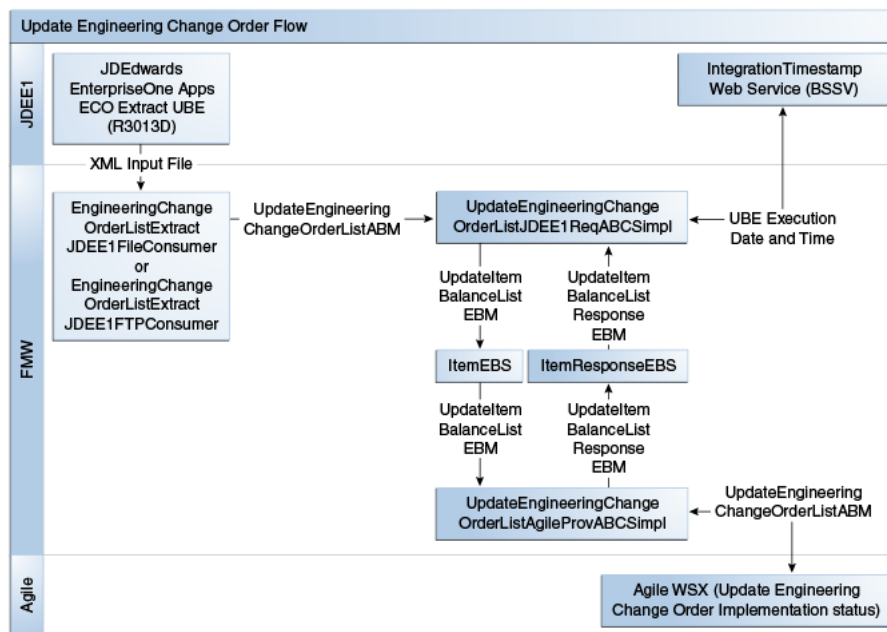 Update Engineering Change Order Flow
JDEE1
JDEdwards
EnterpriseOne Apps
ECO Extract UBE
(R3013D)
IntegrationTimestamp
Web Service (BSSV)
XML Input File
FMW
EngineeringChange
OrderListExtract
JDEE1FileConsumer
or
EngineeringChange
OrderListExtract
JDEE1FTPConsumer
UpdateEngineering
ChangeOrderListABM
UpdateEngineeringChange
OrderListJDEE1ReqABCSimpl
UBE Execution
Date and Time
UpdateItem
BalanceList
EBM
UpdateItem
BalanceList
Response
EBM
ItemEBS
ItemResponseEBS
UpdateItem
BalanceList
EBM
UpdateItem
BalanceList
Response
EBM
UpdateEngineeringChange
OrderListAgileProvABCSimpl
UpdateEngineering
ChangeOrderListABM
Agile
Agile WSX (Update Engineering
Change Order Implementation status)